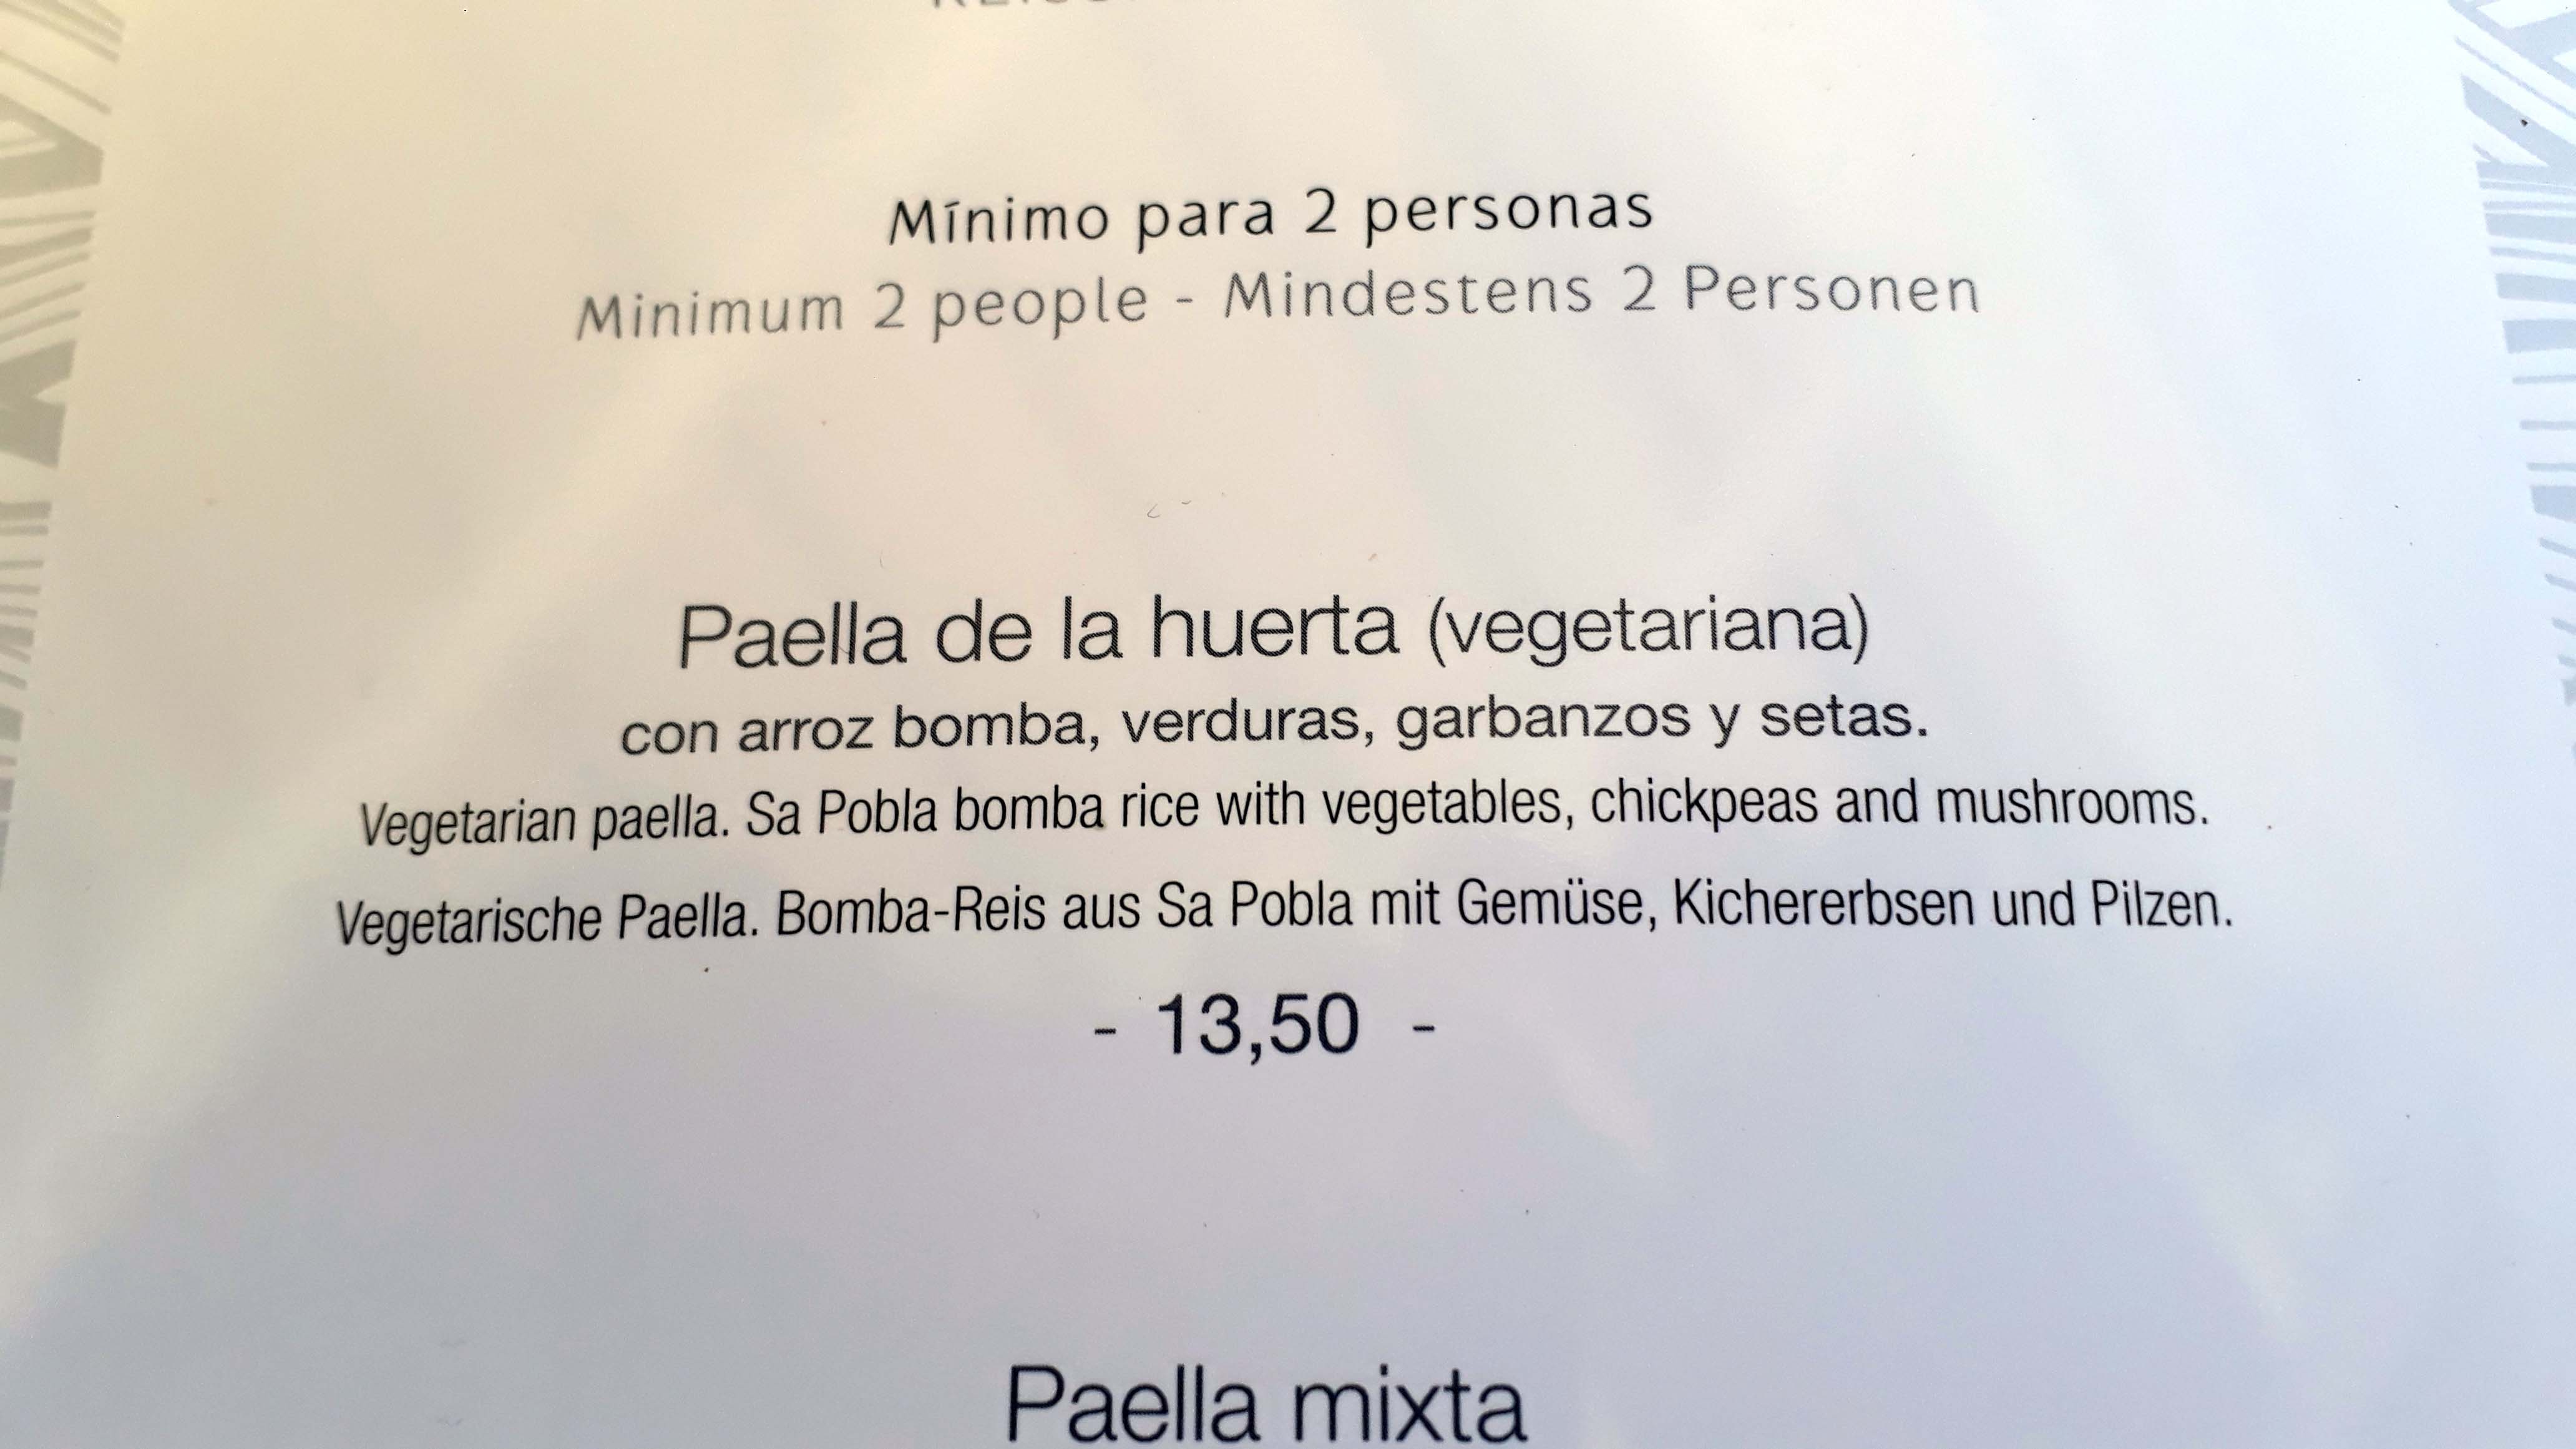 Mínimo para 2 personas
Minimum 2 people - Mindestens 2 Personen
Paella de la huerta (vegetariana)
con arroz bomba, verduras, garbanzos y setas.
Vegetarian paella. Sa Pobla bomba rice with vegetables, chickpeas and mushrooms.
Vegetarische Paella. Bomba-Reis aus Sa Pobla mit Gemüse, Kichererbsen und Pilzen.
- 13,50 -
Paella mixta